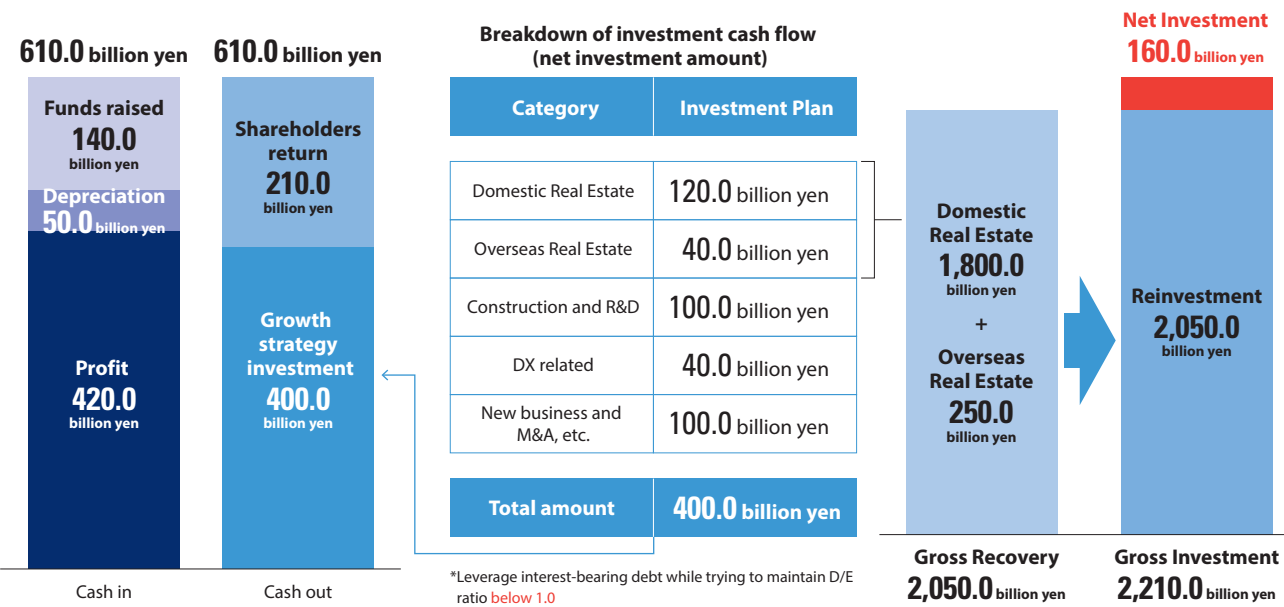 610.0 billion yen
Funds raised
140.0
billion yen
Depreciation
50.0 billion yen
Profit
420.0
billion yen
Cash in
610.0 billion yen
Shareholders
return
210.0
billion yen
Growth
strategy
investment
400.0
billion yen
Cash out
Breakdown of investment cash flow
(net investment amount)
Category Investment Plan
Domestic Real Estate 120.0 billion yen
Overseas Real Estate 40.0 billion yen
Construction and R&D 100.0 billion yen
DX related 40.0 billion yen
New business and
M&A, etc. 100.0 billion yen
Total amount 400.0 billion yen
*Leverage interest-bearing debt while trying to maintain D/E
ratio below 1.0
Domestic
Real Estate
1,800.0
billion yen
+
Overseas
Real Estate
250.0
billion yen
Gross Recovery
2,050.0 billion yen
Net Investment
160.0 billion yen
Reinvestment
2,050.0
billion yen
Gross Investment
2,210.0 billion yen